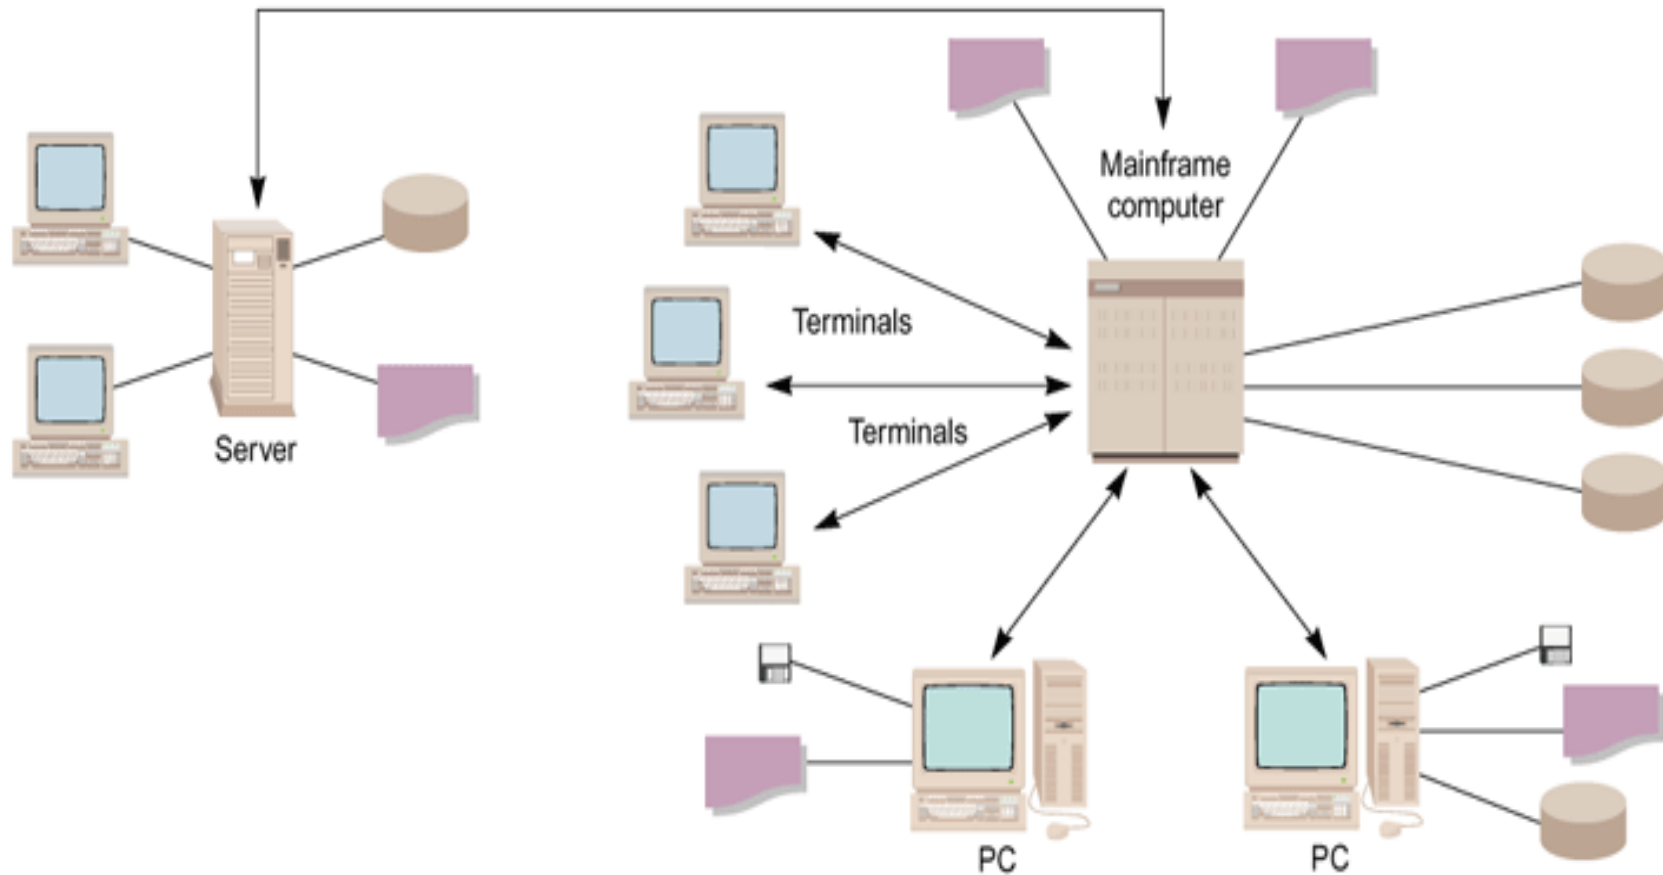 Mainframe
computer
Terminals
Terminals
Server
PC
PC